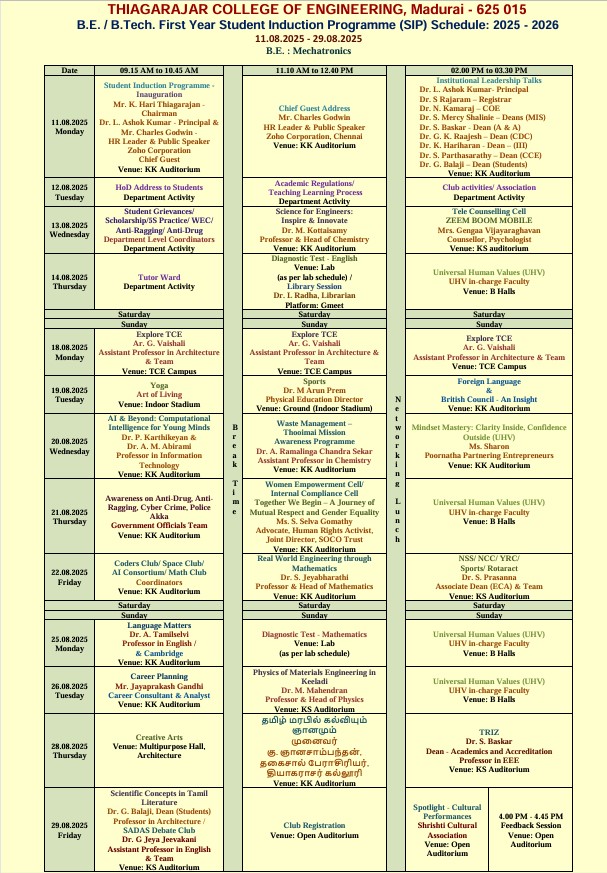 THIAGARAJAR COLLEGE OF ENGINEERING, Madurai - 625 015
B.E. / B.Tech. First Year Student Induction Programme (SIP) Schedule: 2025 - 2026
11.08.2025 - 29.08.2025
B.E. : Mechatronics
Date
09.15 AM to 10.45 AM
11.10 AM to 12.40 PM
02.00 PM to 03.30 PM
11.08.2025
Monday
Student Induction Programme -
Inauguration
Mr. K. Hari Thiagarajan -
Chairman
Dr. L. Ashok Kumar - Principal &
Mr. Charles Godwin -
HR Leader & Public Speaker
Zoho Corporation
Chief Guest
Venue: KK Auditorium
Chief Guest Address
Mr. Charles Godwin
HR Leader & Public Speaker
Zoho Corporation, Chennai
Venue: KK Auditorium
Institutional Leadership Talks
Dr. L. Ashok Kumar- Principal
Dr. S Rajaram – Registrar
Dr. N. Kamaraj – COE
Dr. S. Mercy Shalinie – Deans (MIS)
Dr. S. Baskar - Dean (A & A)
Dr. G. K. Raajesh – Dean (CDC)
Dr. K. Hariharan - Dean – (III)
Dr. S. Parthasarathy – Dean (CCE)
Dr. G. Balaji – Dean (Students)
Venue: KK Auditorium
12.08.2025
Tuesday
HoD Address to Students
Department Activity
Academic Regulations/
Teaching Learning Process
Department Activity
Club activities/ Association
Department Activity
13.08.2025
Wednesday
Student Grievances/
Scholarship/5S Practice/ WEC/
Anti-Ragging/ Anti-Drug
Department Level Coordinators
Department Activity
Science for Engineers:
Inspire & Innovate
Dr. M. Kottaisamy
Professor & Head of Chemistry
Venue: KK Auditorium
Tele Counselling Cell
ZEEM BOOM MOBILE
Mrs. Gengaa Vijayaraghavan
Counsellor, Psychologist
Venue: KS auditorium
14.08.2025
Thursday
Tutor Ward
Department Activity
Diagnostic Test - English
Venue: Lab
(as per lab schedule) /
Library Session
Dr. I. Radha, Librarian
Platform: Gmeet
Universal Human Values (UHV)
UHV in-charge Faculty
Venue: B Halls
Saturday
Saturday
Saturday
Sunday
Sunday
Sunday
18.08.2025
Monday
Explore TCE
Ar. G. Vaishali
Assistant Professor in Architecture
& Team
Venue: TCE Campus
Explore TCE
Ar. G. Vaishali
Assistant Professor in Architecture &
Team
Venue: TCE Campus
Explore TCE
Ar. G. Vaishali
Assistant Professor in Architecture & Team
Venue: TCE Campus
19.08.2025
Tuesday
Yoga
Art of Living
Venue: Indoor Stadium
Sports
Dr. M Arun Prem
Physical Education Director
Venue: Ground (Indoor Stadium)
Foreign Language
&
British Council - An Insight
Venue: KK Auditorium
Break Time
Networking Lunch
20.08.2025
Wednesday
AI & Beyond: Computational
Intelligence for Young Minds
Dr. P. Karthikeyan &
Dr. A. M. Abirami
Professor in Information
Technology
Venue: KK Auditorium
Waste Management –
Thooimai Mission
Awareness Programme
Dr. A. Ramalinga Chandra Sekar
Assistant Professor in Chemistry
Venue: KK Auditorium
Mindset Mastery: Clarity Inside, Confidence
Outside (UHV)
Ms. Sharon
Poornatha Partnering Entrepreneurs
Venue: KK Auditorium
21.08.2025
Thursday
Awareness on Anti-Drug, Anti-
Ragging, Cyber Crime, Police
Akka
Government Officials Team
Venue: KK Auditorium
Women Empowerment Cell/
Internal Compliance Cell
Together We Begin – A Journey of
Mutual Respect and Gender Equality
Ms. S. Selva Gomathy
Advocate, Human Rights Activist,
Joint Director, SOCO Trust
Venue: KK Auditorium
Universal Human Values (UHV)
UHV in-charge Faculty
Venue: B Halls
22.08.2025
Friday
Coders Club/ Space Club/
AI Consortium/ Math Club
Coordinators
Venue: KK Auditorium
Real World Engineering through
Mathematics
Dr. S. Jeyabharathi
Professor & Head of Mathematics
Venue: KK Auditorium
NSS/ NCC/ YRC/
Sports/ Rotaract
Dr. S. Prasanna
Associate Dean (ECA) & Team
Venue: KS Auditorium
Saturday
Saturday
Saturday
Sunday
Sunday
Sunday
25.08.2025
Monday
Language Matters
Dr. A. Tamilselvi
Professor in English /
& Cambridge
Venue: KK Auditorium
Diagnostic Test - Mathematics
Venue: Lab
(as per lab schedule)
Universal Human Values (UHV)
UHV in-charge Faculty
Venue: B Halls
26.08.2025
Tuesday
Career Planning
Mr. Jayaprakash Gandhi
Career Consultant & Analyst
Venue: KK Auditorium
Physics of Materials Engineering in
Keeladi
Dr. M. Mahendran
Professor & Head of Physics
Venue: KS Auditorium
Universal Human Values (UHV)
UHV in-charge Faculty
Venue: B Halls
28.08.2025
Thursday
Creative Arts
Venue: Multipurpose Hall,
Architecture
தமிழ் மரபில் கல்வியும்
ஞானமும்
முனைவர்
கு. ஞானசம்பந்தன்,
தகைசால் பேராசிரியர்,
தியாகராசர் கல்லூரி
Venue: KK Auditorium
TRIZ
Dr. S. Baskar
Dean - Academics and Accreditation
Professor in EEE
Venue: KS Auditorium
29.08.2025
Friday
Scientific Concepts in Tamil
Literature
Dr. G. Balaji, Dean (Students)
Professor in Architecture /
SADAS Debate Club
Dr. G Jeya Jeevakani
Assistant Professor in English
& Team
Venue: KS Auditorium
Club Registration
Venue: Open Auditorium
Spotlight - Cultural
Performances
Shrishti Cultural
Association
Venue: Open
Auditorium
4.00 PM - 4.45 PM
Feedback Session
Venue: Open
Auditorium